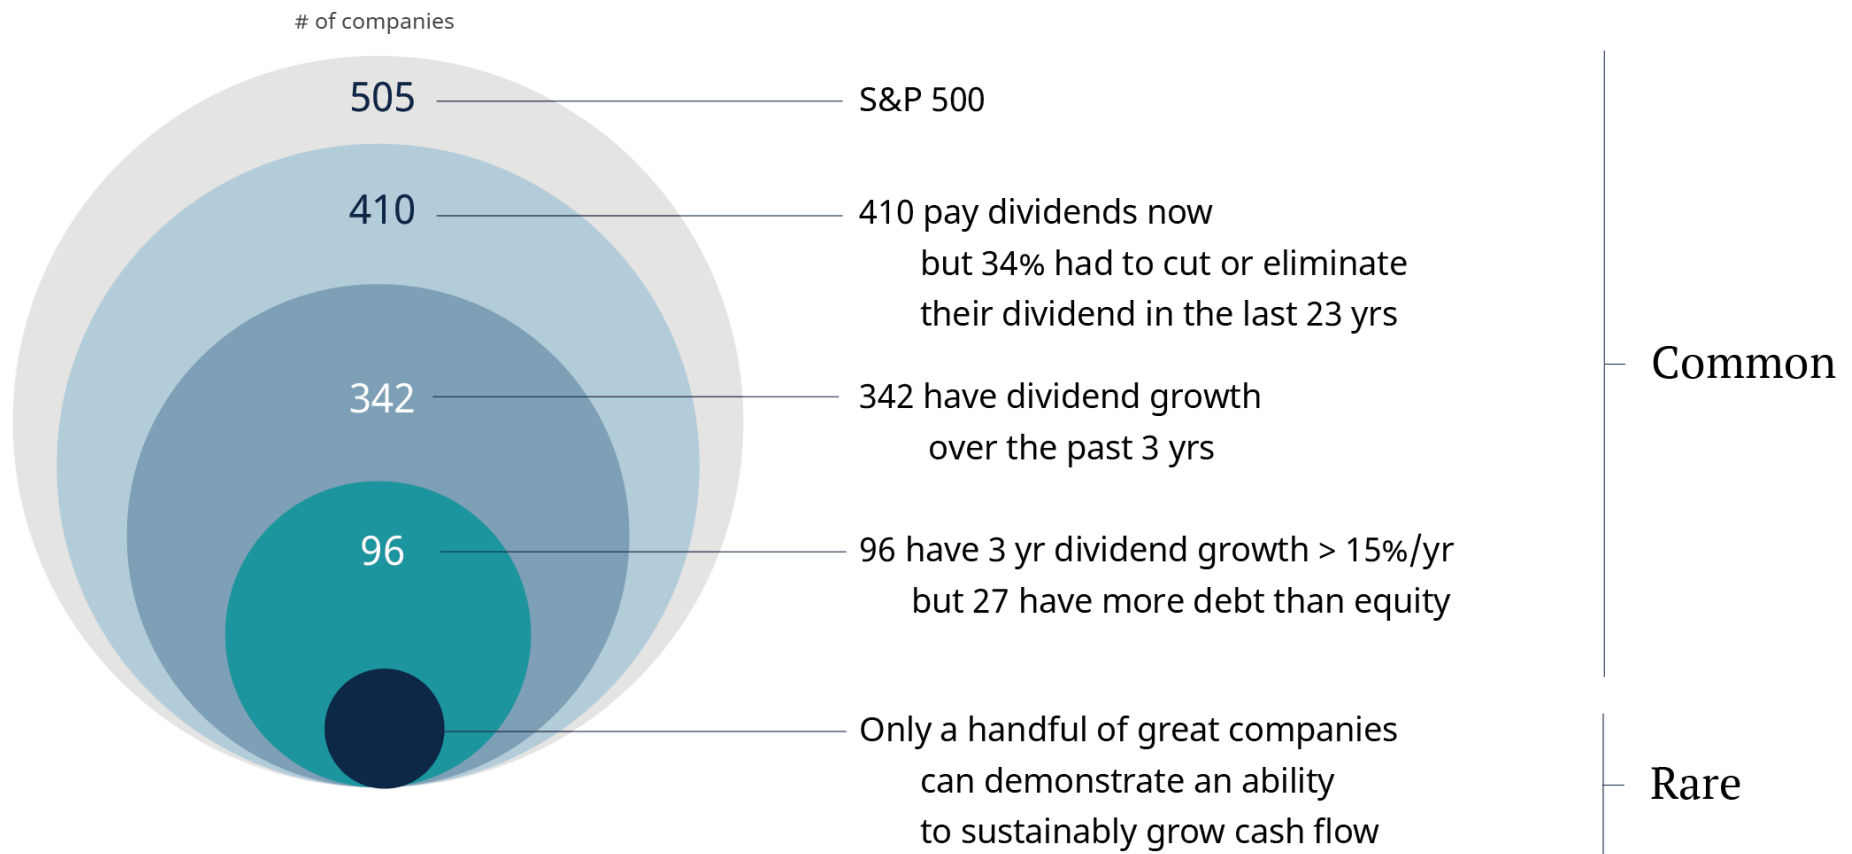 # of companies
505
S&P 500
410
410 pay dividends now
but 34% had to cut or eliminate
their dividend in the last 23 yrs
342
342 have dividend growth
over the past 3 yrs
Common
96
96 have 3 yr dividend growth > 15%/yr
but 27 have more debt than equity
Only a handful of great companies
can demonstrate an ability
to sustainably grow cash flow
Rare